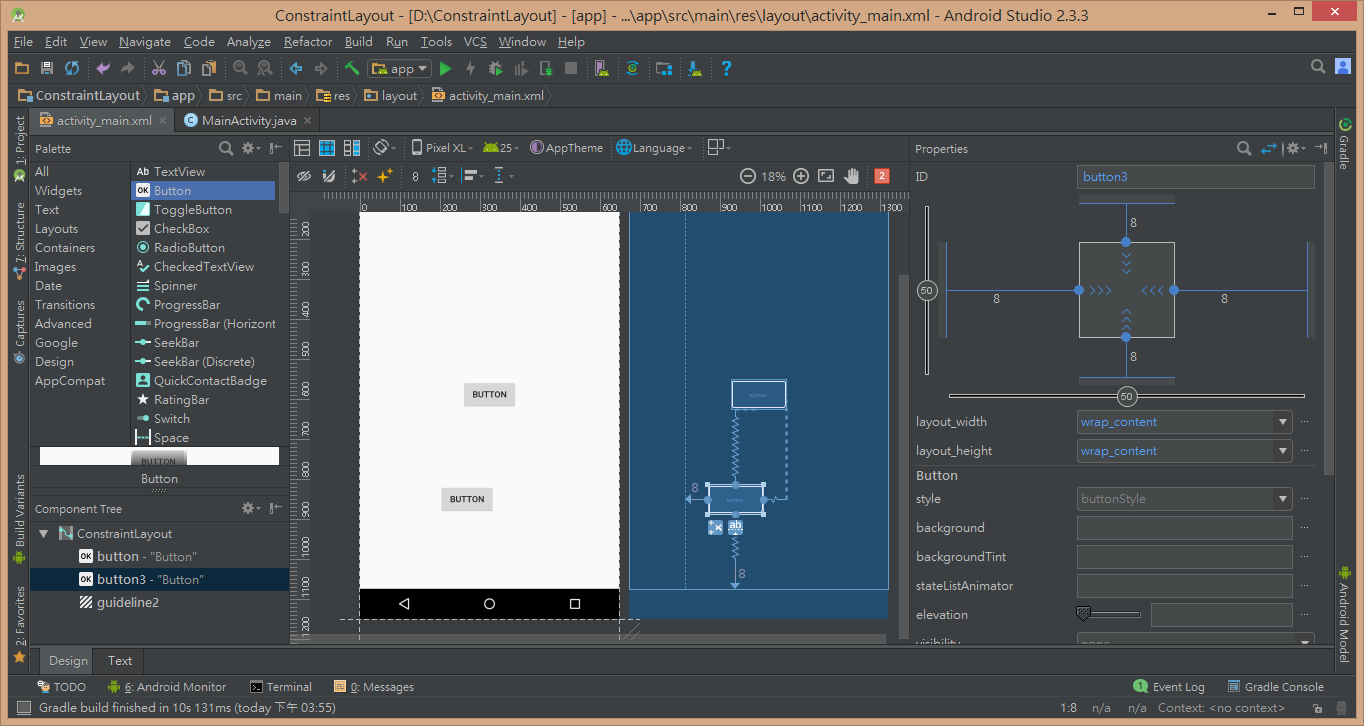 ConstraintLayout - [D:\ConstraintLayout] - [app] - ...\app\src\main\res\layout\activity_main.xml - Android Studio 2.3.3
File Edit View Navigate Code Analyze Refactor Build Run Tools VCS Window Help
app
ConstraintLayout app src main res layout activity_main.xml
activity_main.xml MainActivity.java
1: Project
7: Structure
Captures
Build Variants
2: Favorites
Palette
All
Widgets
Text
Layouts
Containers
Images
Date
Transitions
Advanced
Google
Design
AppCompat
Ab TextView
OK Button
ToggleButton
CheckBox
RadioButton
CheckedTextView
Spinner
ProgressBar
ProgressBar (Horizont
SeekBar
SeekBar (Discrete)
QuickContactBadge
RatingBar
Switch
Space
BUTTON
Button
Component Tree
ConstraintLayout
OK button - "Button"
OK button3 - "Button"
guideline2
Pixel XL 25 AppTheme Language
8 18% 2
0 100 200 300 400 500 600 700 800 900 1000 1100 1200 1300
200
300
400
500
600
700
800
900
1000
1100
1200
BUTTON
BUTTON
BUTTON
8 BUTTON
ab
8
Properties
ID button3
8
50 8 8
8
50
layout_width wrap_content
layout_height wrap_content
Button
style buttonStyle
background
backgroundTint
stateListAnimator
elevation
visibility none
Gradle
Android Model
Design Text
TODO 6: Android Monitor Terminal 0: Messages 1 Event Log Gradle Console
Gradle build finished in 10s 131ms (today 下午 03:55) 1:8 n/a n/a Context: <no context>